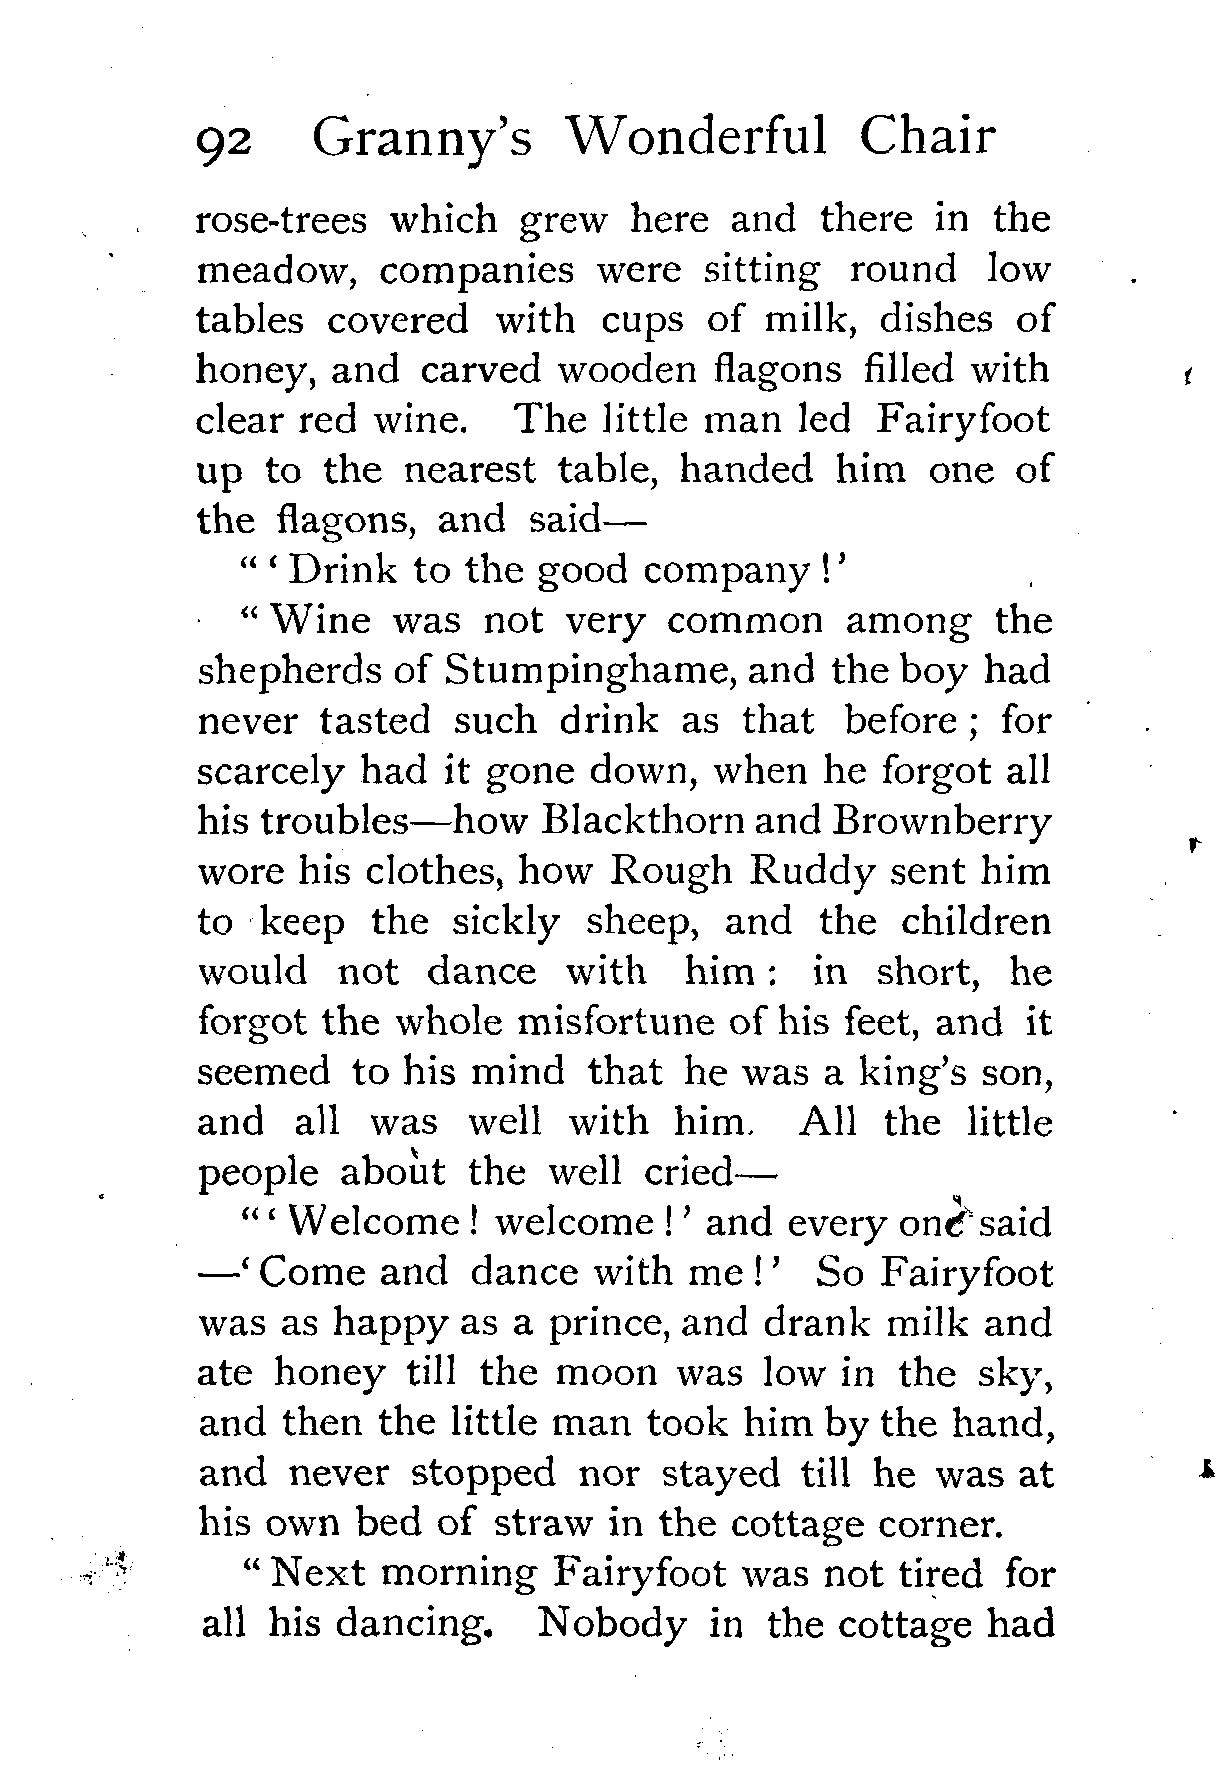 92 Granny's Wonderful Chair
rose-trees which grew here and there in the
meadow, companies were sitting round low
tables covered with cups of milk, dishes of
honey, and carved wooden flagons filled with
clear red wine. The little man led Fairyfoot
up to the nearest table, handed him one of
the flagons, and said—
“ ‘ Drink to the good company ! ’
“ Wine was not very common among the
shepherds of Stumpinghame, and the boy had
never tasted such drink as that before ; for
scarcely had it gone down, when he forgot all
his troubles—how Blackthorn and Brownberry
wore his clothes, how Rough Ruddy sent him
to keep the sickly sheep, and the children
would not dance with him : in short, he
forgot the whole misfortune of his feet, and it
seemed to his mind that he was a king's son,
and all was well with him. All the little
people about the well cried—
“ ‘ Welcome ! welcome ! ’ and every one said
—‘ Come and dance with me ! ’ So Fairyfoot
was as happy as a prince, and drank milk and
ate honey till the moon was low in the sky,
and then the little man took him by the hand,
and never stopped nor stayed till he was at
his own bed of straw in the cottage corner.
“ Next morning Fairyfoot was not tired for
all his dancing. Nobody in the cottage had